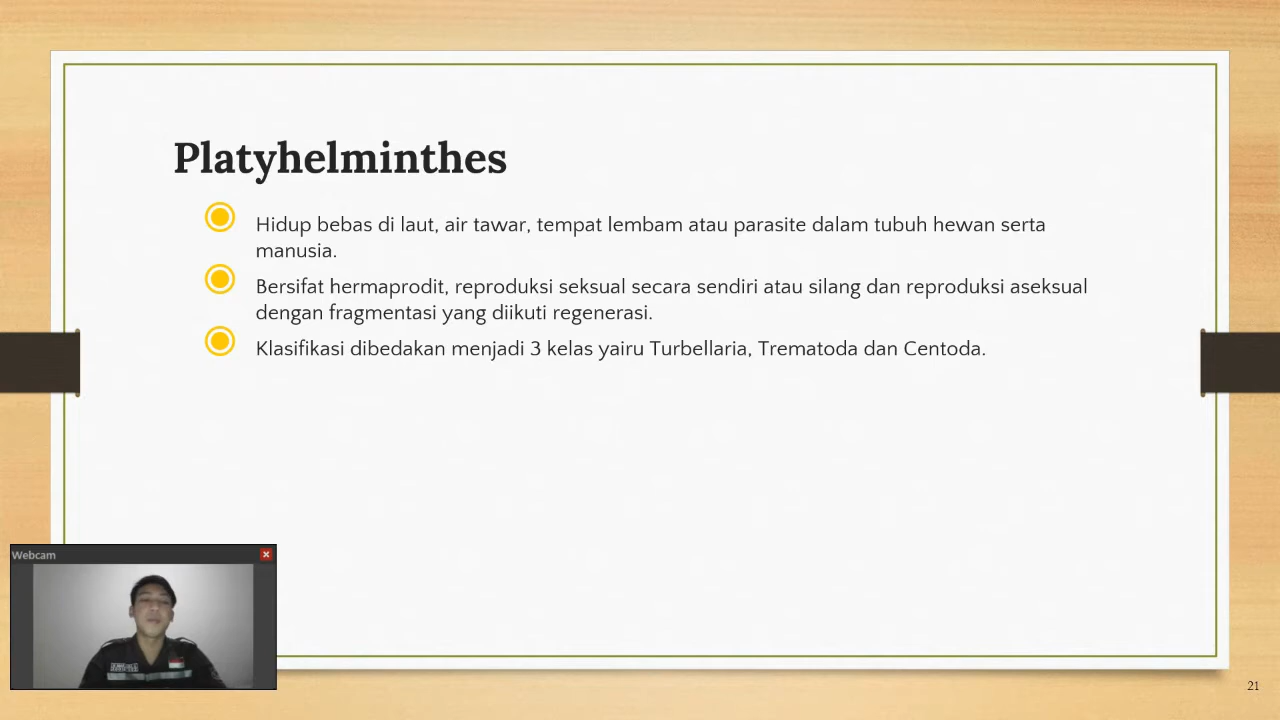 Platyhelminthes
Hidup bebas di laut, air tawar, tempat lembam atau parasite dalam tubuh hewan serta
manusia.
Bersifat hermaprodit, reproduksi seksual secara sendiri atau silang dan reproduksi aseksual
dengan fragmentasi yang diikuti regenerasi.
Klasifikasi dibedakan menjadi 3 kelas yairu Turbellaria, Trematoda dan Centoda.
Webcam
21